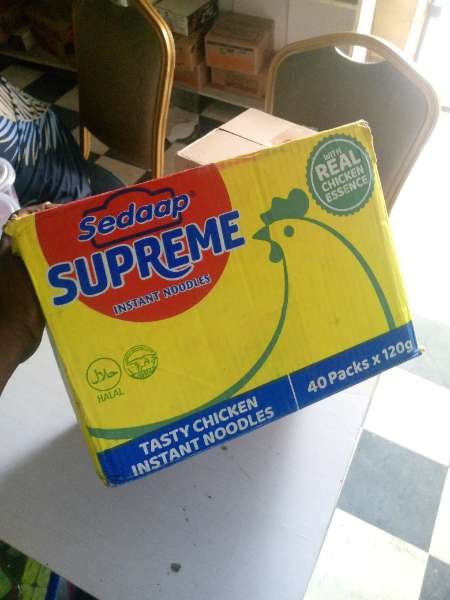 Sedaap
SUPREME
INSTANT NOODLES
WITH
REAL
CHICKEN
ESSENCE
حلال
HALAL
TASTY CHICKEN
INSTANT NOODLES
40 Packs x 120g